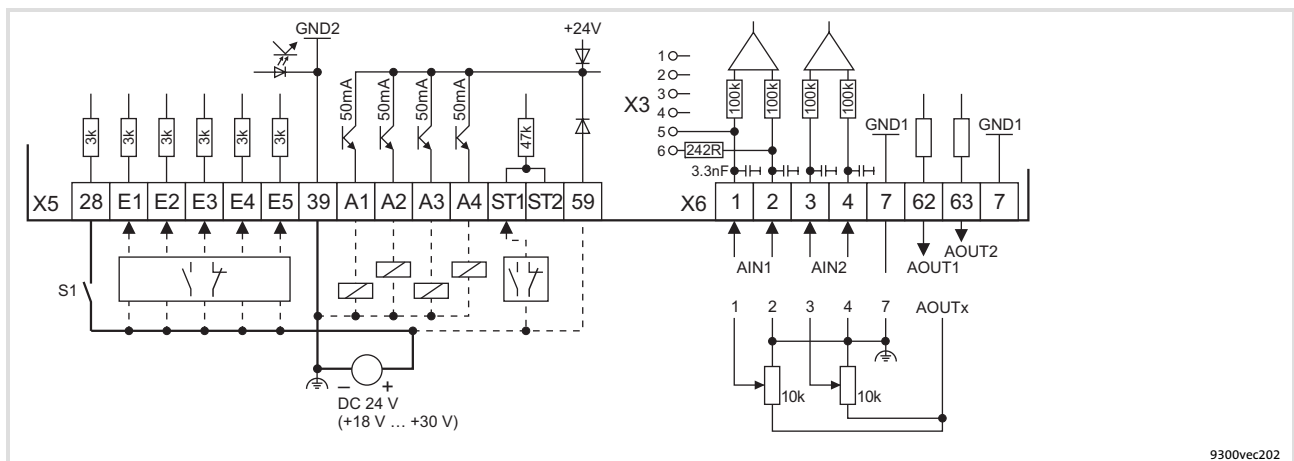 GND2
+24V
50mA
50mA
50mA
50mA
3k
3k
3k
3k
3k
3k
47k
X5
28
E1
E2
E3
E4
E5
39
A1
A2
A3
A4
ST1
ST2
59
S1
– +
DC 24 V
(+18 V … +30 V)
X3
1
2
3
4
5
6
242R
100k
100k
100k
100k
3.3nF
GND1
GND1
X6
1
2
3
4
7
62
63
7
AIN1
AIN2
AOUT1
AOUT2
1
2
3
4
7
AOUTx
10k
10k
9300vec202